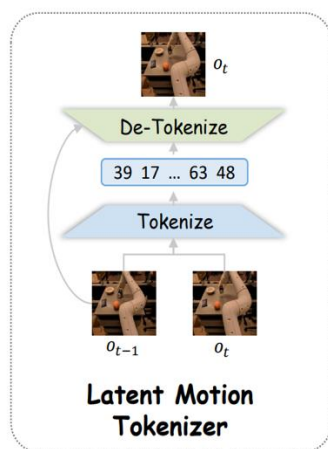 o_t
De-Tokenize
39 17 ... 63 48
Tokenize
o_{t-1} o_t
Latent Motion
Tokenizer